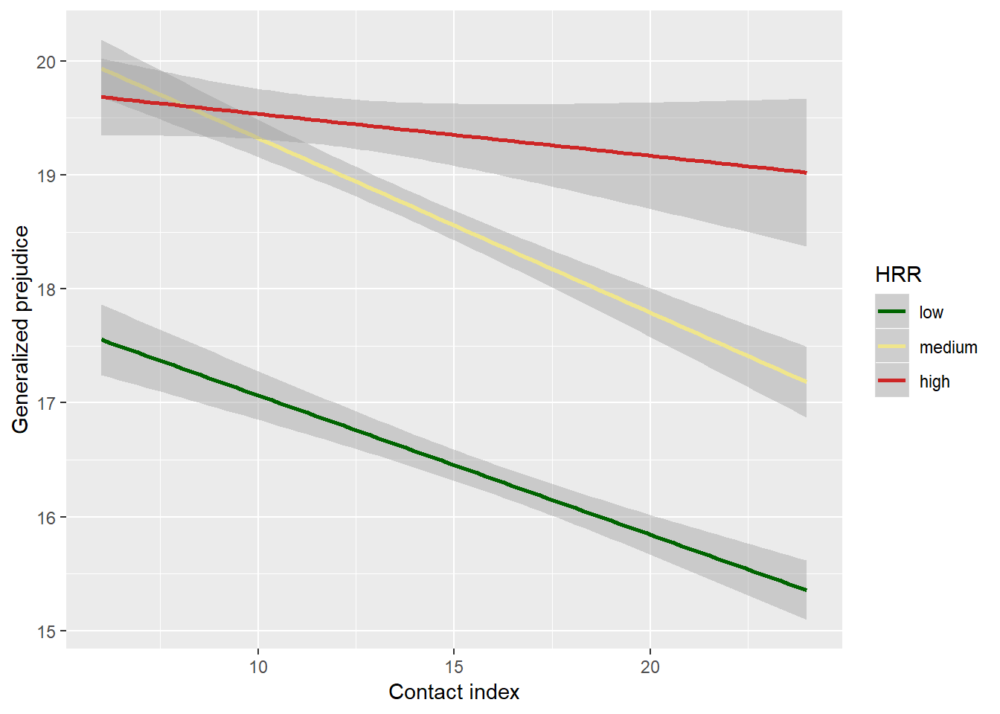 20
19
18
17
16
15
Generalized prejudice
10
15
20
Contact index
HRR
low
medium
high